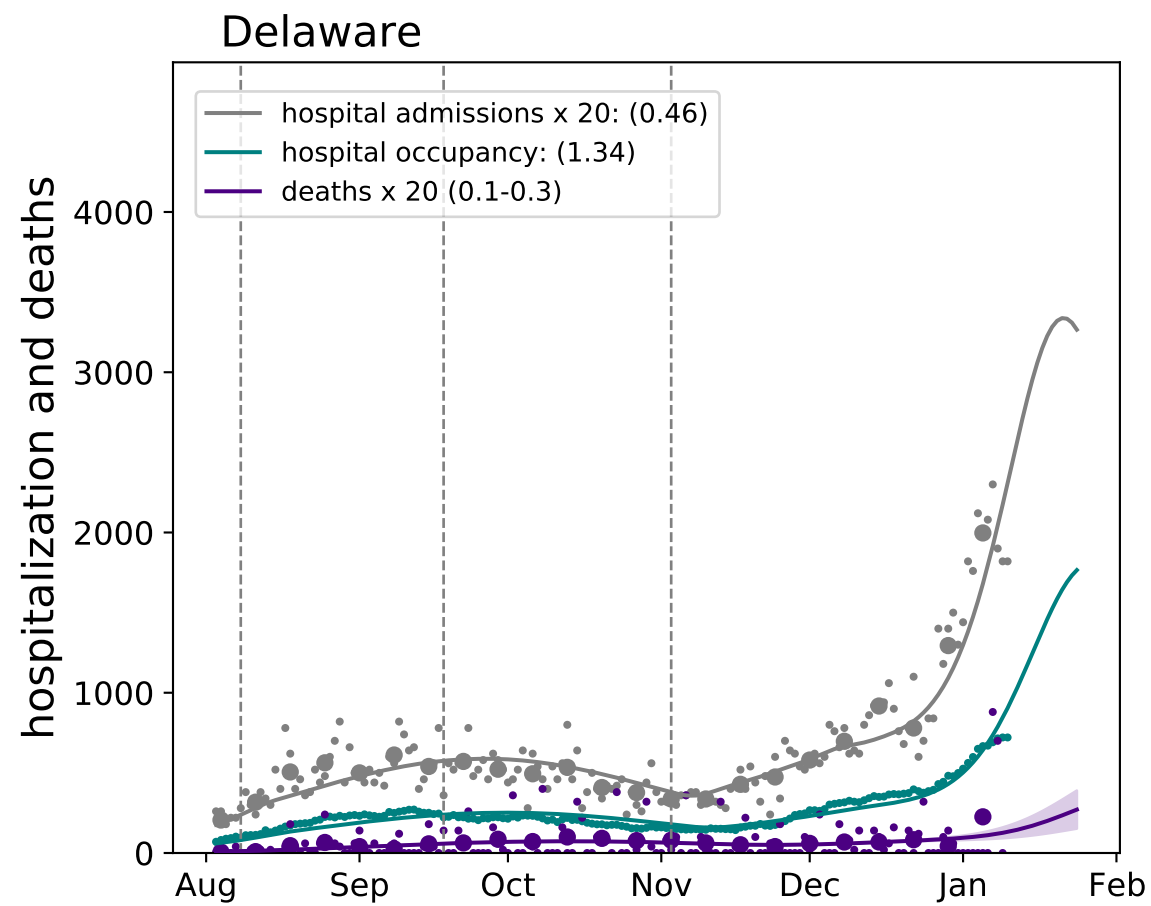 Delaware
hospital admissions x 20: (0.46)
hospital occupancy: (1.34)
deaths x 20 (0.1-0.3)
hospitalization and deaths
4000
3000
2000
1000
0
Aug Sep Oct Nov Dec Jan Feb